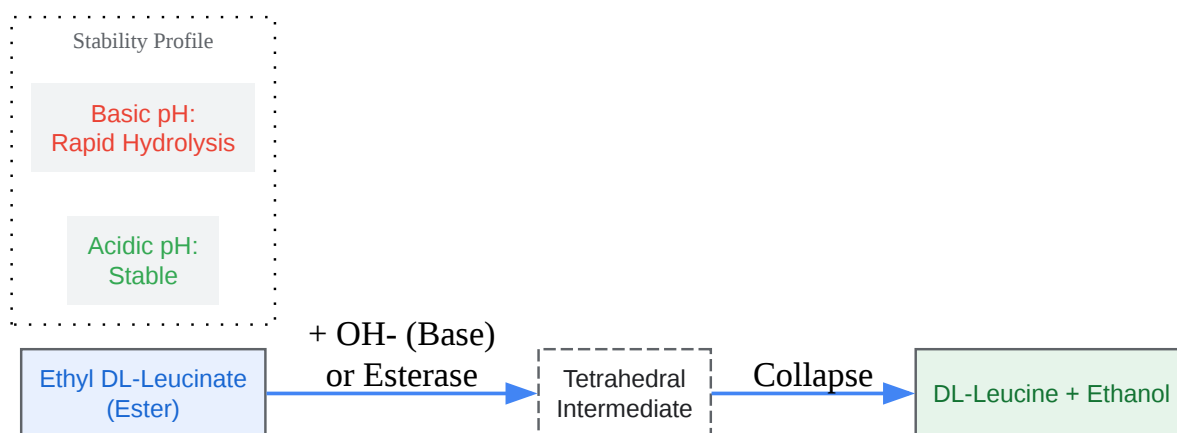 Stability Profile
Basic pH:
Rapid Hydrolysis
Acidic pH:
Stable
Ethyl DL-Leucinate
(Ester)
+ OH- (Base)
or Esterase
Tetrahedral
Intermediate
Collapse
DL-Leucine + Ethanol